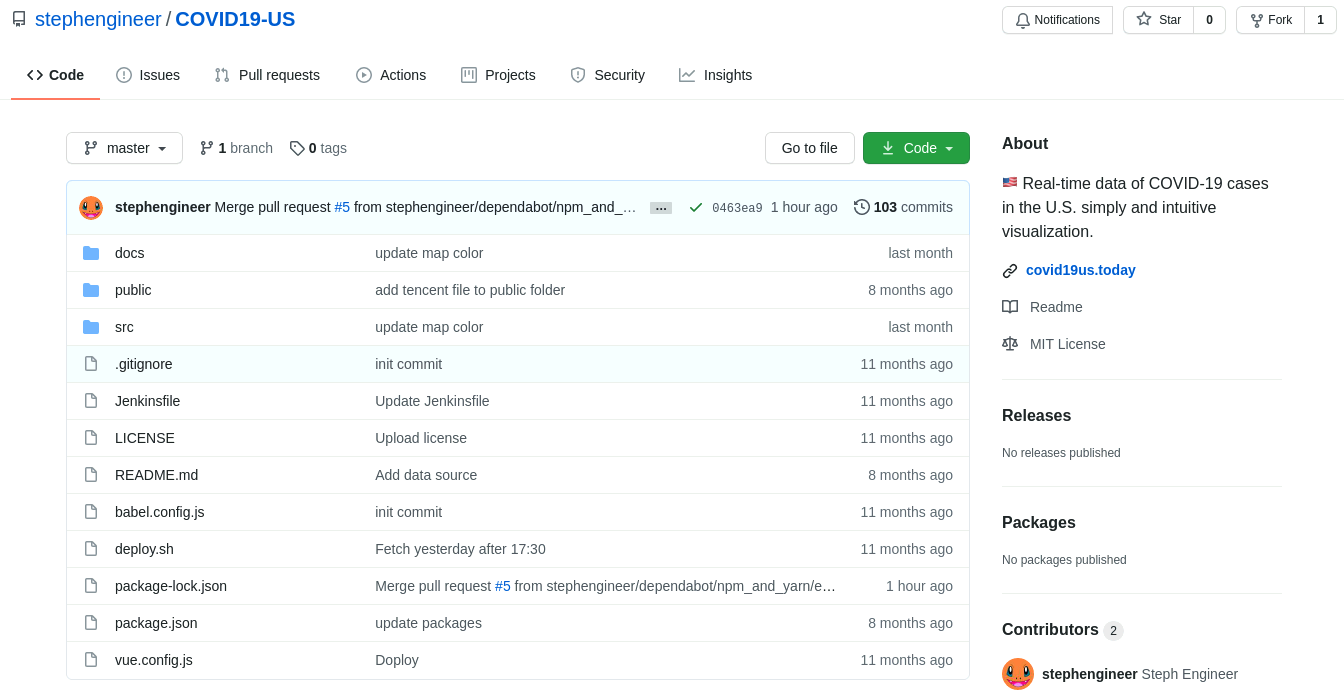 stephengineer / COVID19-US
Notifications Star 0 Fork 1
Code Issues Pull requests Actions Projects Security Insights
master 1 branch 0 tags Go to file Code
stephengineer Merge pull request #5 from stephengineer/dependabot/npm_and_… ... 0463ea9 1 hour ago 103 commits
docs update map color last month
public add tencent file to public folder 8 months ago
src update map color last month
.gitignore init commit 11 months ago
Jenkinsfile Update Jenkinsfile 11 months ago
LICENSE Upload license 11 months ago
README.md Add data source 8 months ago
babel.config.js init commit 11 months ago
deploy.sh Fetch yesterday after 17:30 11 months ago
package-lock.json Merge pull request #5 from stephengineer/dependabot/npm_and_yarn/e… 1 hour ago
package.json update packages 8 months ago
vue.config.js Doploy 11 months ago
About
Real-time data of COVID-19 cases
in the U.S. simply and intuitive
visualization.
covid19us.today
Readme
MIT License
Releases
No releases published
Packages
No packages published
Contributors 2
stephengineer Steph Engineer